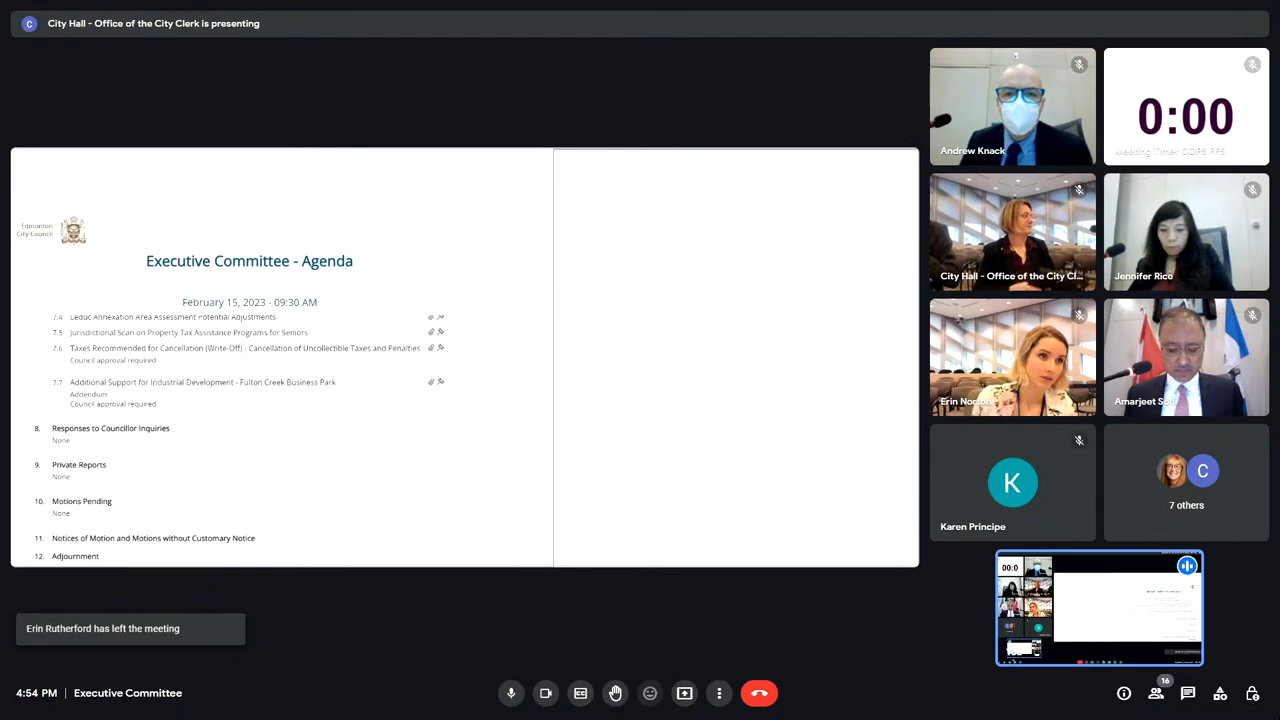 City Hall - Office of the City Clerk is presenting
C
Edmonton
City Council
Executive Committee - Agenda
February 15, 2023 - 09:30 AM
7.4 Leduc Annexation Area Assessment Potential Adjustments
7.5 Jurisdictional Scan on Property Tax Assistance Programs for Seniors
7.6 Taxes Recommended for Cancellation (Write-Off) - Cancellation of Uncollectible Taxes and Penalties
Council approval required
7.7 Additional Support for Industrial Development - Fulton Creek Business Park
Addendum
Council approval required
8. Responses to Councillor Inquiries
None
9. Private Reports
None
10. Motions Pending
None
11. Notices of Motion and Motions without Customary Notice
12. Adjournment
Andrew Knack
0:00
Meeting Timer
City Hall - Office of the City Cl...
Jennifer Rice
Erin Norton
Amarjeet
K
Karen Principe
C
7 others
00:0
Erin Rutherford has left the meeting
4:54 PM | Executive Committee
16